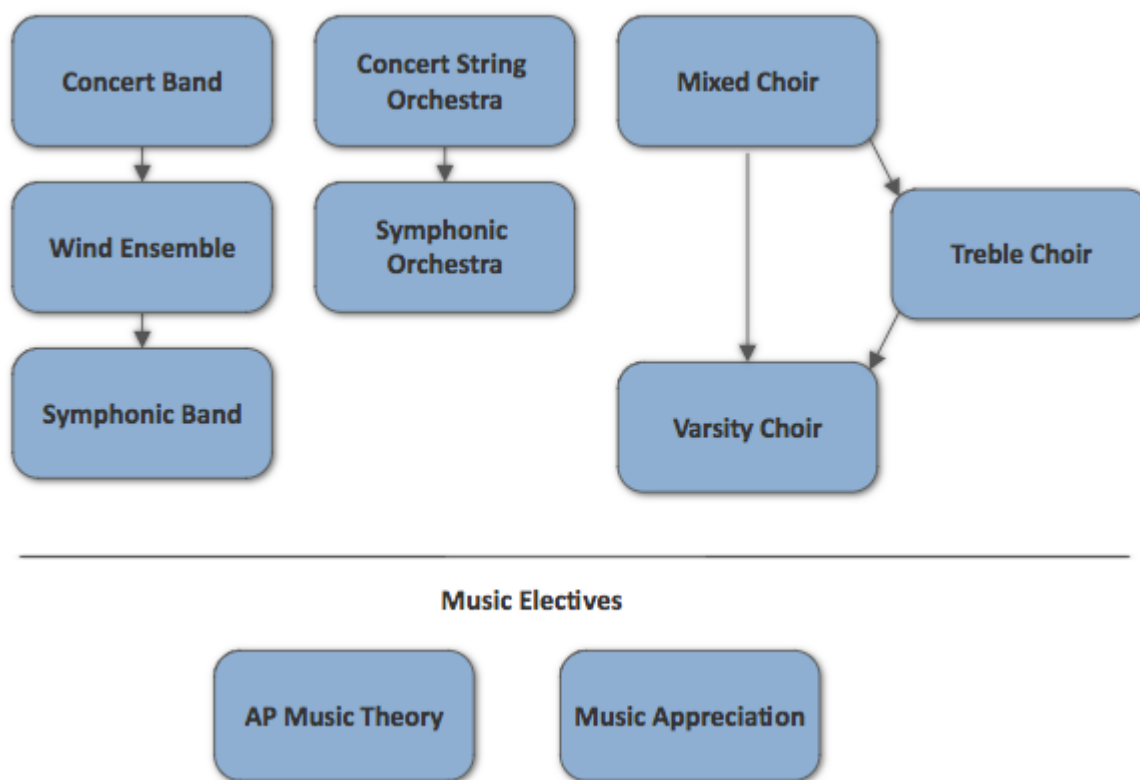 Concert Band
Concert String
Orchestra
Mixed Choir
Wind Ensemble
Symphonic
Orchestra
Treble Choir
Symphonic Band
Varsity Choir
Music Electives
AP Music Theory
Music Appreciation